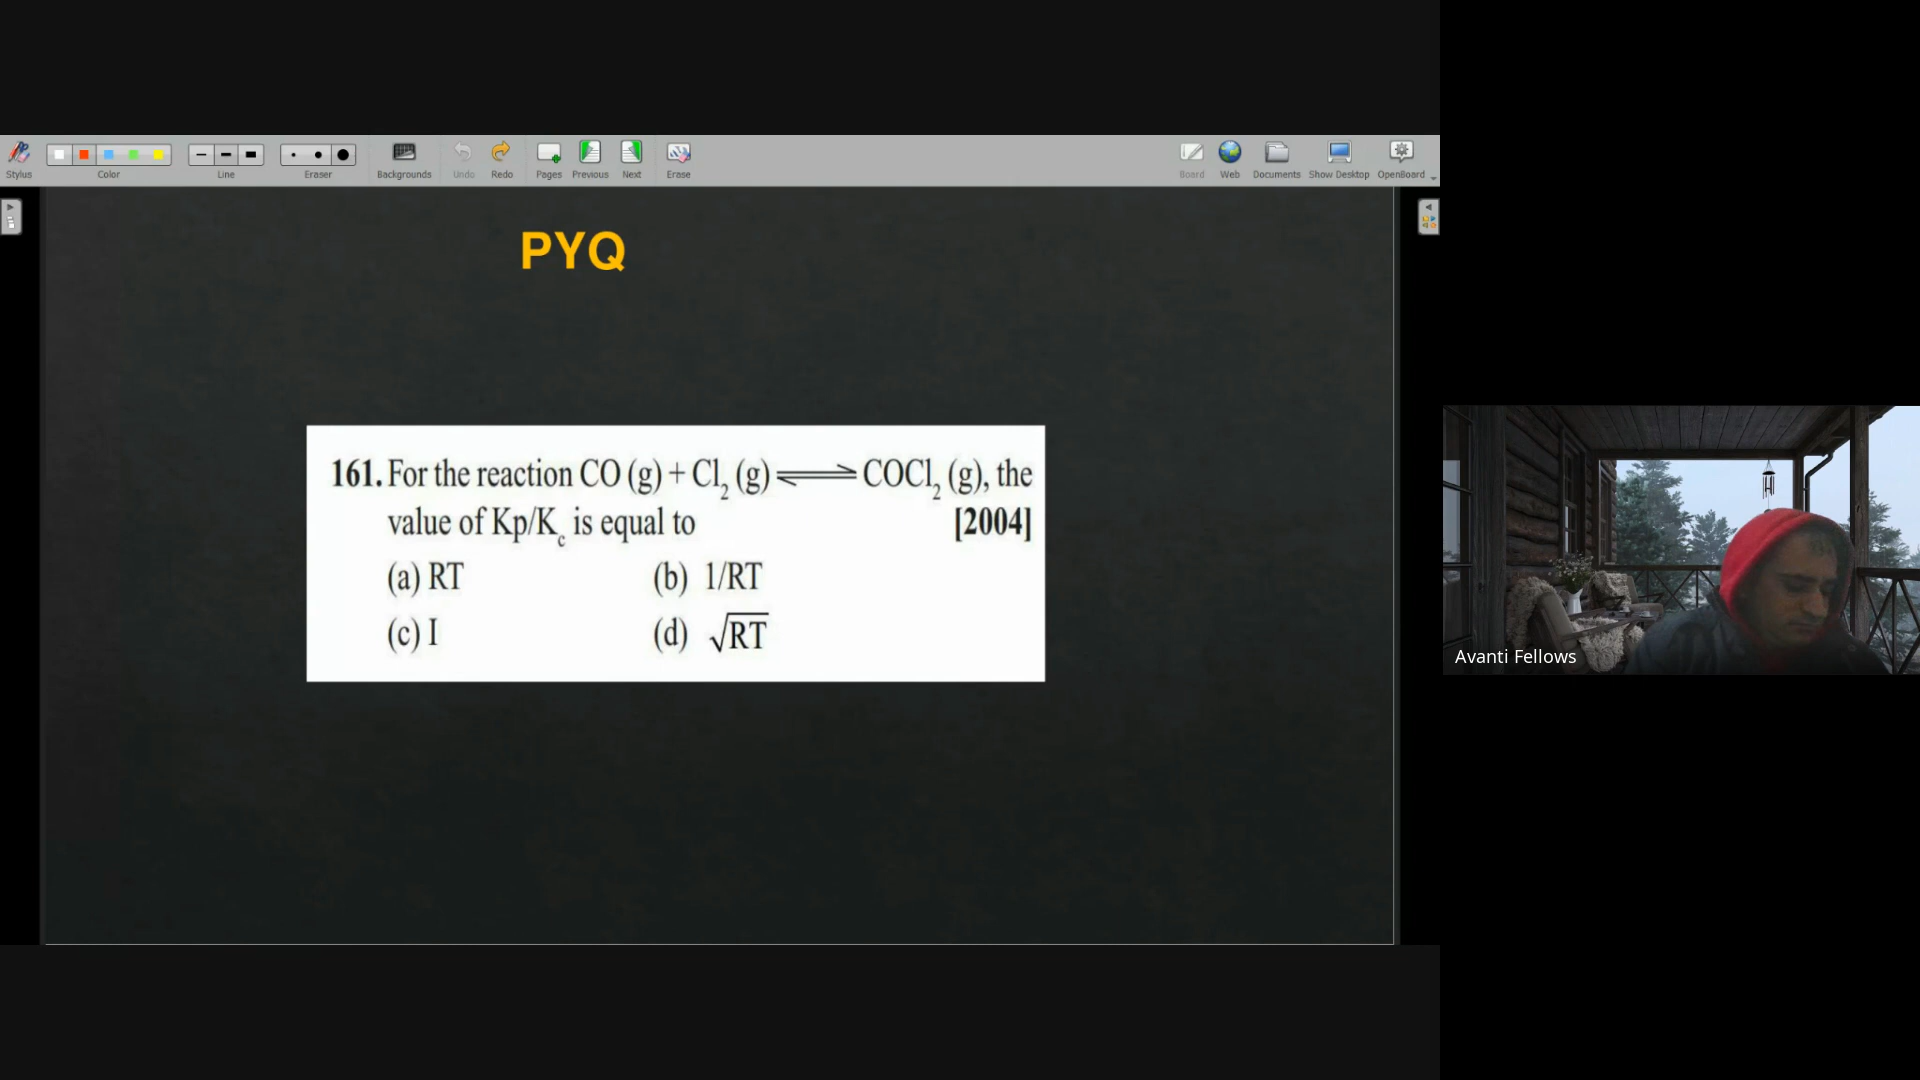 Stylus
Color
Line
Eraser
Backgrounds
Undo
Redo
Pages
Previous
Next
Erase
Board
Web
Documents
Show Desktop
OpenBoard
PYQ
161. For the reaction CO (g) + Cl₂ (g) ⇌ COCl₂ (g), the
value of Kp/Kc is equal to [2004]
(a) RT (b) 1/RT
(c) I (d) √RT
Avanti Fellows